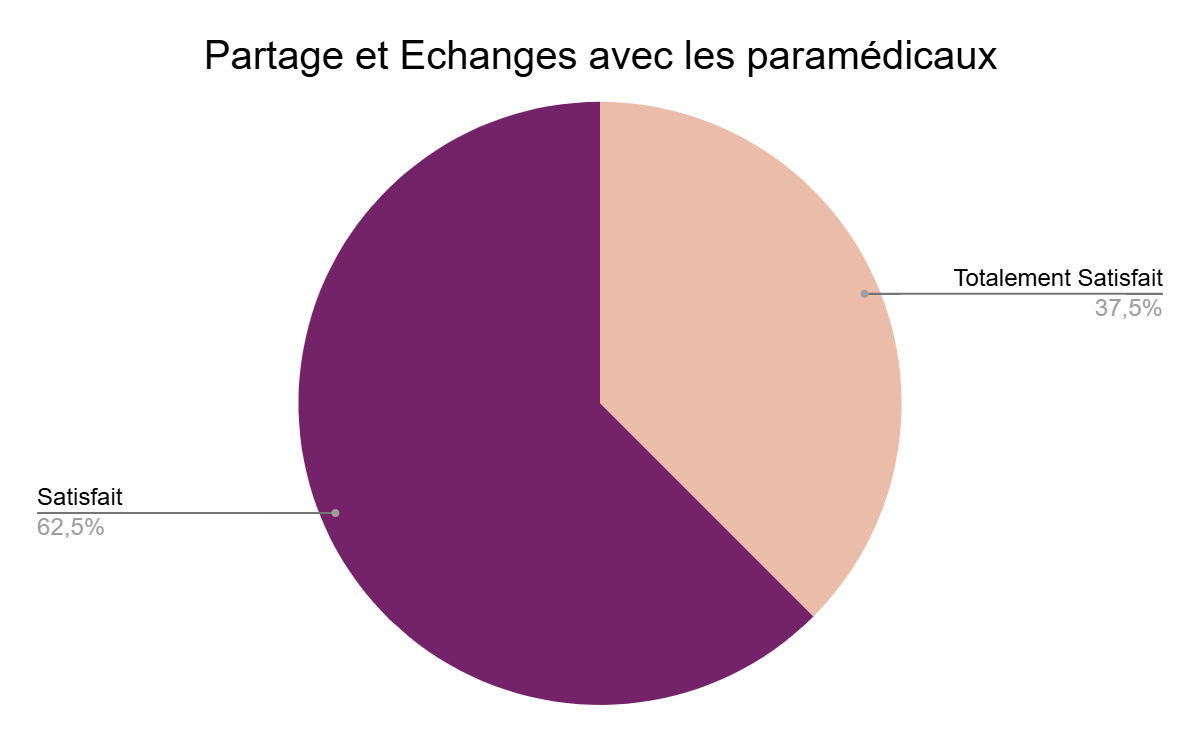 Partage et Echanges avec les paramédicaux
Totalement Satisfait
37,5%
Satisfait
62,5%